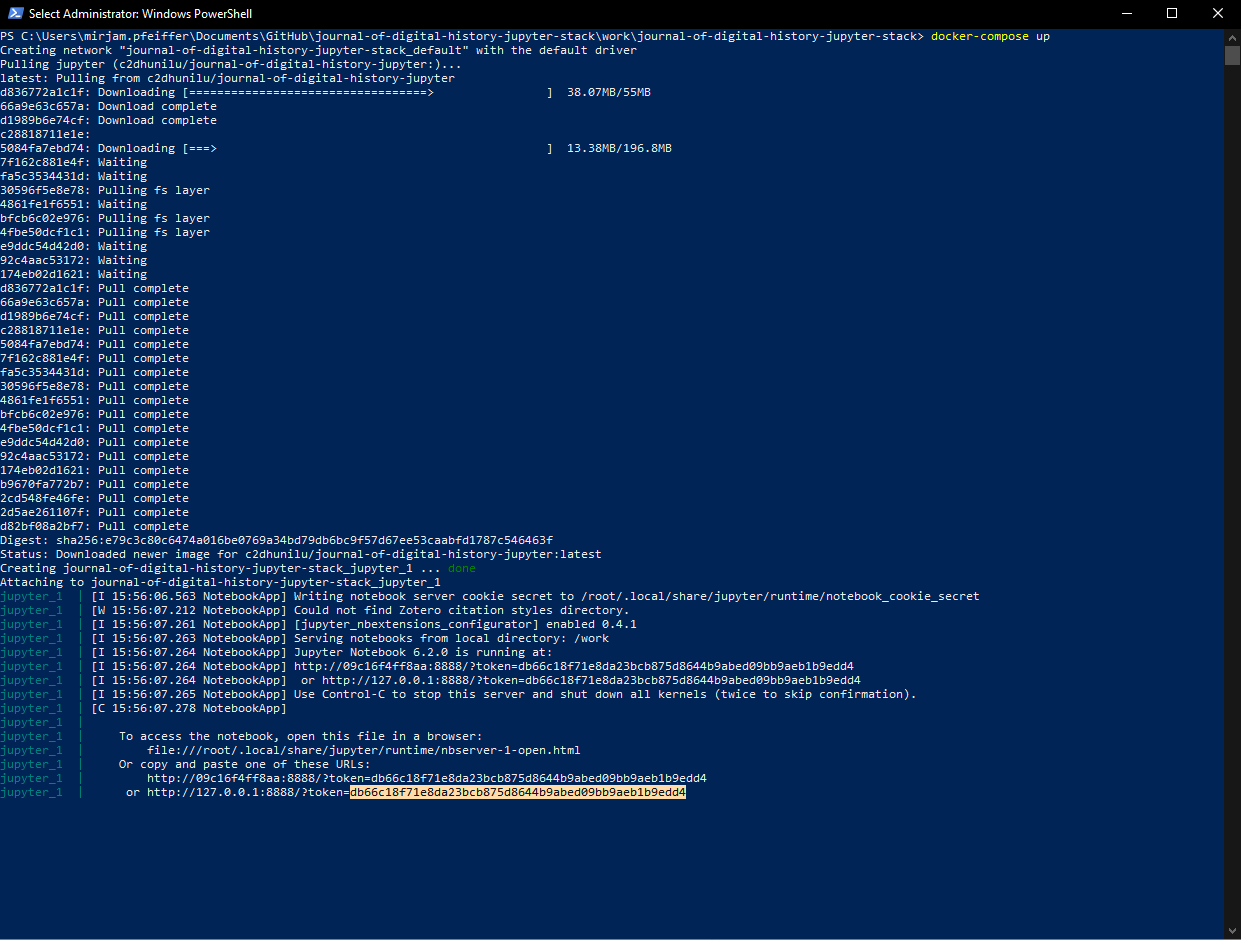 Select Administrator: Windows PowerShell
PS C:\Users\mirjam.pfeiffer\Documents\GitHub\journal-of-digital-history-jupyter-stack\work\journal-of-digital-history-jupyter-stack> docker-compose up
Creating network "journal-of-digital-history-jupyter-stack_default" with the default driver
Pulling jupyter (c2dhunilu/journal-of-digital-history-jupyter:)...
latest: Pulling from c2dhunilu/journal-of-digital-history-jupyter
d836772a1c1f: Downloading [==================================>                ]  38.07MB/55MB
66a9e63c657a: Download complete
d1989b6e74cf: Download complete
c28818711e1e:
5084fa7ebd74: Downloading [===>                                               ]  13.38MB/196.8MB
7f162c881e4f: Waiting
fa5c3534431d: Waiting
30596f5e8e78: Pulling fs layer
4861fe1f6551: Waiting
bfcb6c02e976: Pulling fs layer
4fbe50dcf1c1: Pulling fs layer
e9ddc54d42d0: Waiting
92c4aac53172: Waiting
174eb02d1621: Waiting
d836772a1c1f: Pull complete
66a9e63c657a: Pull complete
d1989b6e74cf: Pull complete
c28818711e1e: Pull complete
5084fa7ebd74: Pull complete
7f162c881e4f: Pull complete
fa5c3534431d: Pull complete
30596f5e8e78: Pull complete
4861fe1f6551: Pull complete
bfcb6c02e976: Pull complete
4fbe50dcf1c1: Pull complete
e9ddc54d42d0: Pull complete
92c4aac53172: Pull complete
174eb02d1621: Pull complete
b9670fa772b7: Pull complete
2cd548fe46fe: Pull complete
2d5ae261107f: Pull complete
d82bf08a2bf7: Pull complete
Digest: sha256:e79c3c80c6474a016be0769a34bd79db6bc9f57d67ee53caabfd1787c546463f
Status: Downloaded newer image for c2dhunilu/journal-of-digital-history-jupyter:latest
Creating journal-of-digital-history-jupyter-stack_jupyter_1 ... done
Attaching to journal-of-digital-history-jupyter-stack_jupyter_1
jupyter_1  | [I 15:56:06.563 NotebookApp] Writing notebook server cookie secret to /root/.local/share/jupyter/runtime/notebook_cookie_secret
jupyter_1  | [W 15:56:07.212 NotebookApp] Could not find Zotero citation styles directory.
jupyter_1  | [I 15:56:07.261 NotebookApp] [jupyter_nbextensions_configurator] enabled 0.4.1
jupyter_1  | [I 15:56:07.263 NotebookApp] Serving notebooks from local directory: /work
jupyter_1  | [I 15:56:07.264 NotebookApp] Jupyter Notebook 6.2.0 is running at:
jupyter_1  | [I 15:56:07.264 NotebookApp] http://09c16f4ff8aa:8888/?token=db66c18f71e8da23bcb875d8644b9abed09bb9aeb1b9edd4
jupyter_1  | [I 15:56:07.264 NotebookApp]  or http://127.0.0.1:8888/?token=db66c18f71e8da23bcb875d8644b9abed09bb9aeb1b9edd4
jupyter_1  | [I 15:56:07.265 NotebookApp] Use Control-C to stop this server and shut down all kernels (twice to skip confirmation).
jupyter_1  | [C 15:56:07.278 NotebookApp]
jupyter_1  |
jupyter_1  |     To access the notebook, open this file in a browser:
jupyter_1  |         file:///root/.local/share/jupyter/runtime/nbserver-1-open.html
jupyter_1  |     Or copy and paste one of these URLs:
jupyter_1  |         http://09c16f4ff8aa:8888/?token=db66c18f71e8da23bcb875d8644b9abed09bb9aeb1b9edd4
jupyter_1  |      or http://127.0.0.1:8888/?token=db66c18f71e8da23bcb875d8644b9abed09bb9aeb1b9edd4